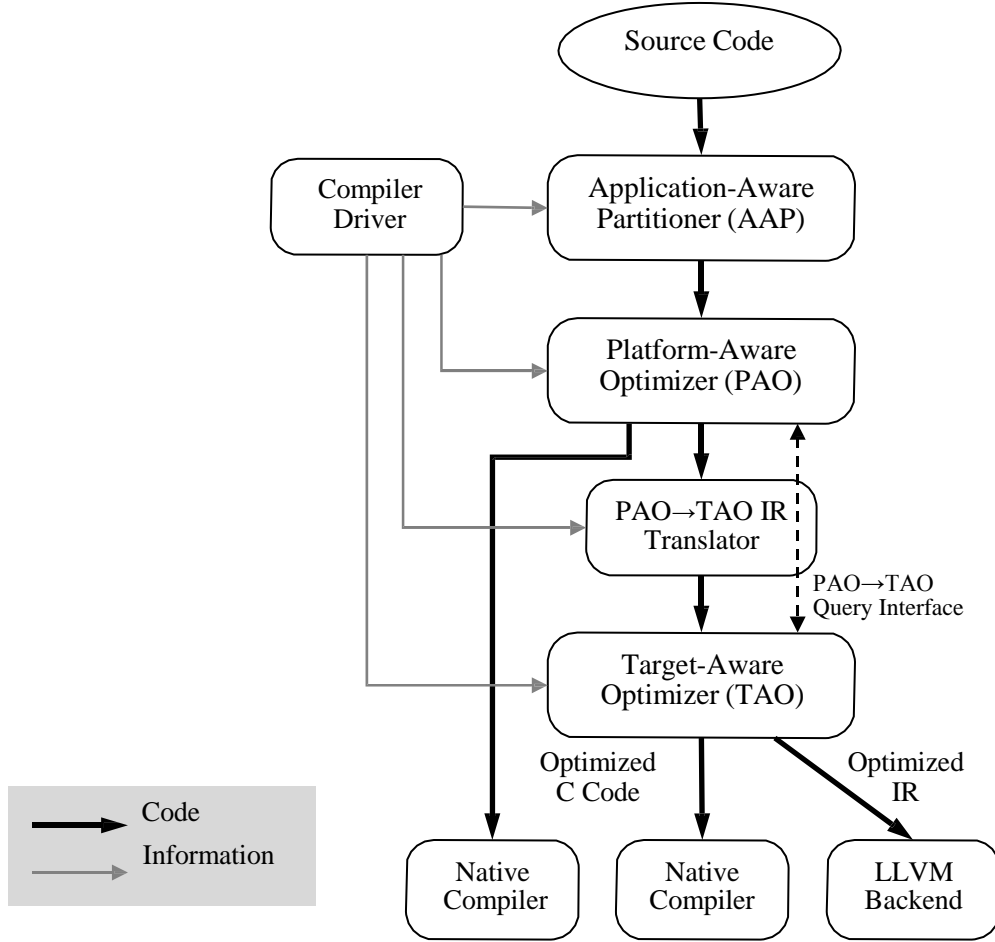 Source Code
Compiler
Driver
Application-Aware
Partitioner (AAP)
Platform-Aware
Optimizer (PAO)
PAO→TAO IR
Translator
PAO→TAO
Query Interface
Target-Aware
Optimizer (TAO)
Optimized
C Code
Optimized
IR
Code
Information
Native
Compiler
Native
Compiler
LLVM
Backend